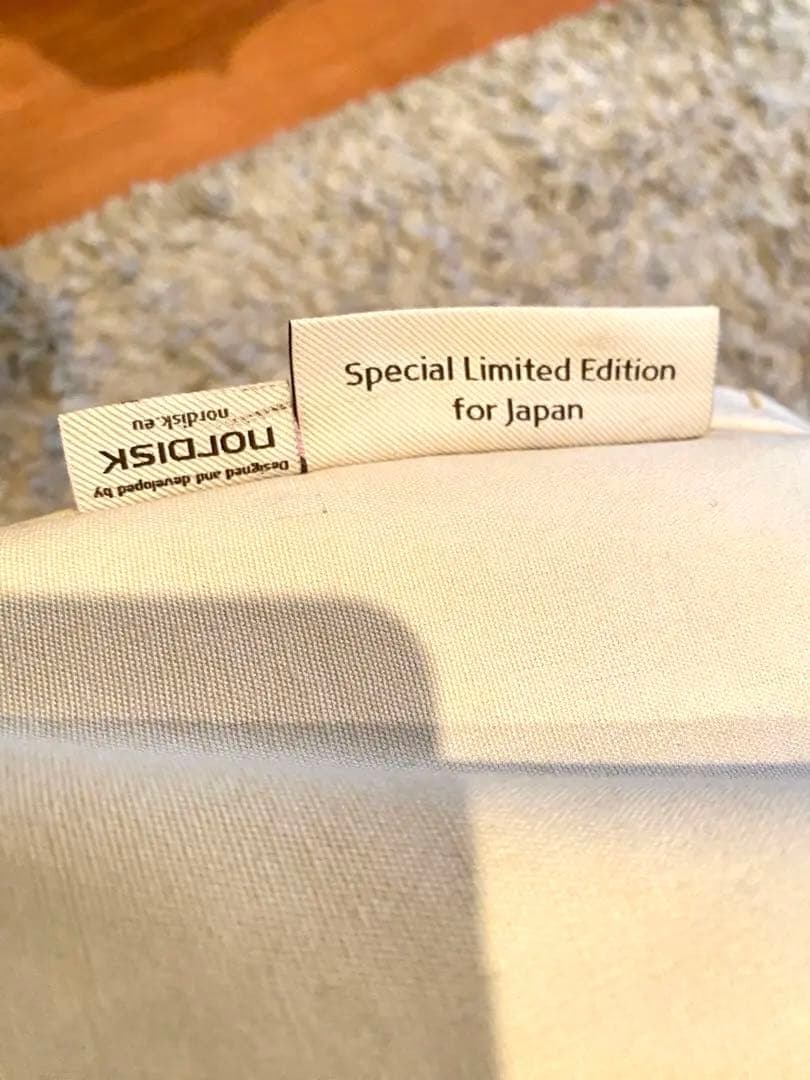 Special Limited Edition
for Japan
Designed and developed by
norDISK
nordisk.eu